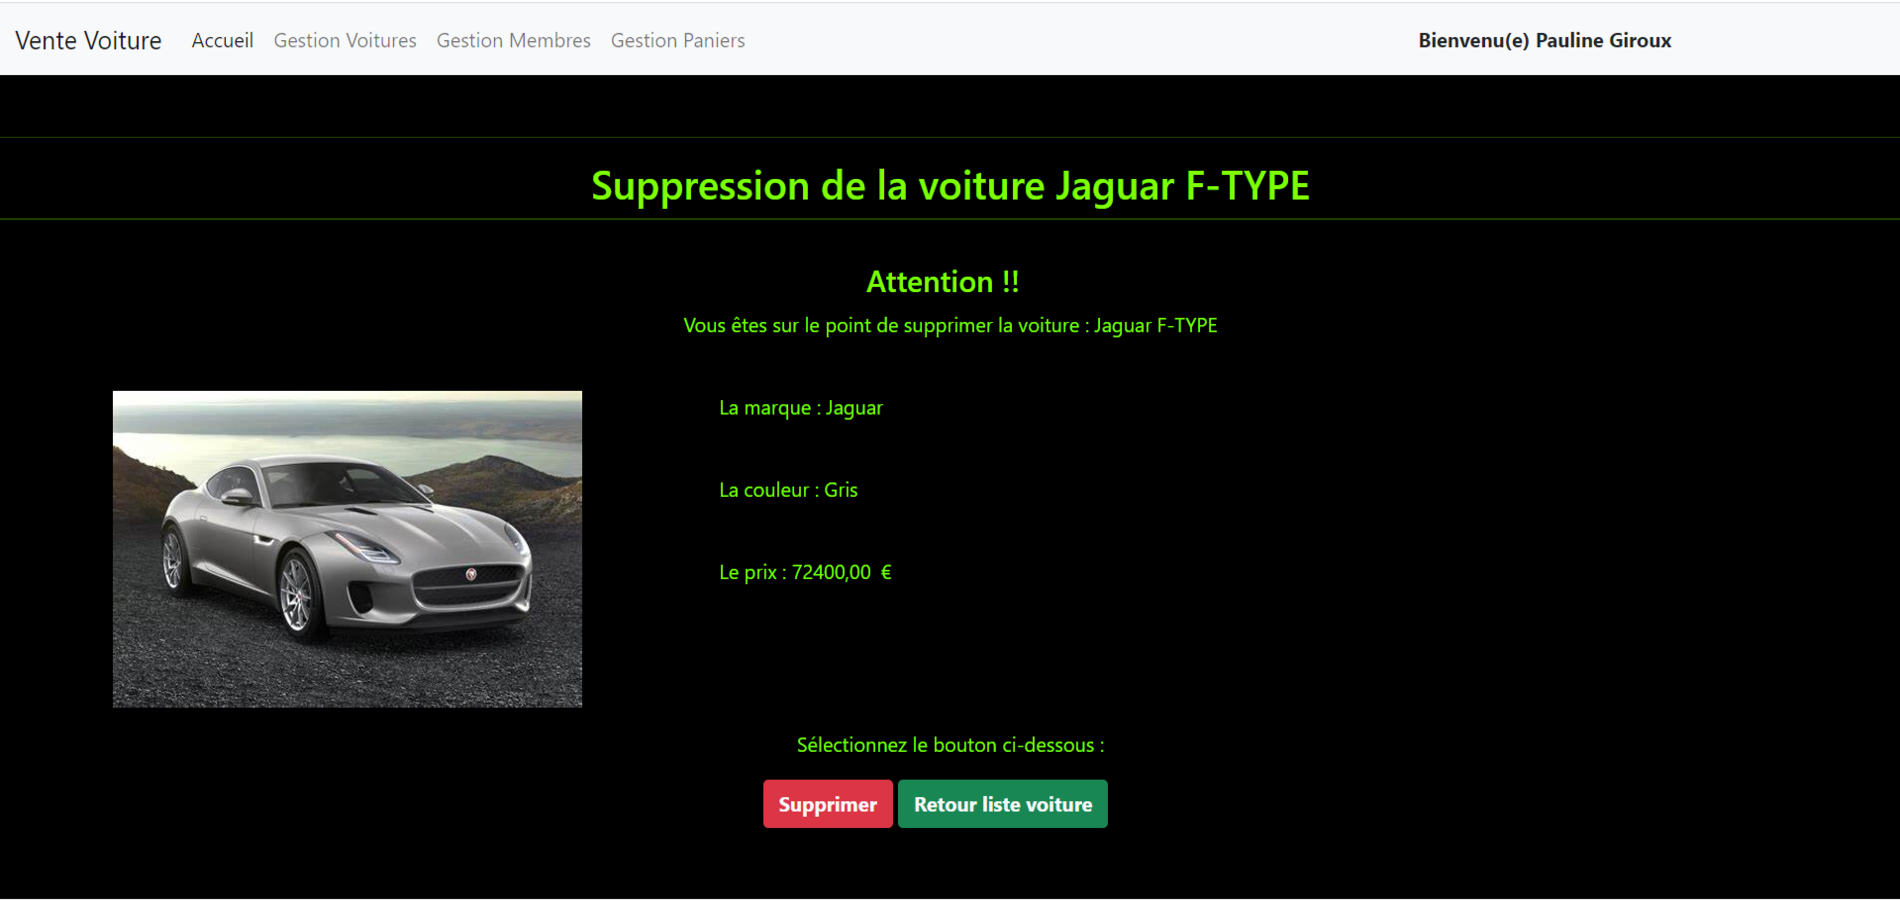 Vente Voiture Accueil Gestion Voitures Gestion Membres Gestion Paniers Bienvenu(e) Pauline Giroux
Suppression de la voiture Jaguar F-TYPE
Attention !!
Vous êtes sur le point de supprimer la voiture : Jaguar F-TYPE
La marque : Jaguar
La couleur : Gris
Le prix : 72400,00 €
Sélectionnez le bouton ci-dessous :
Supprimer Retour liste voiture